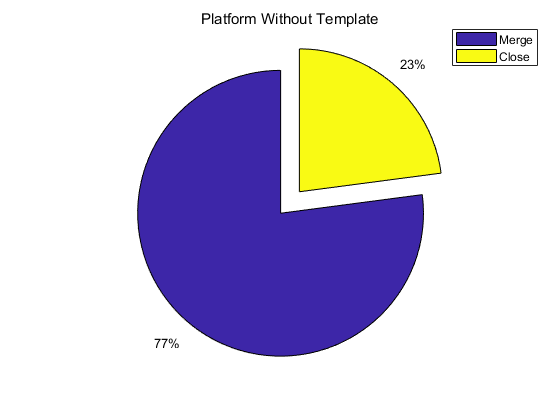 Platform Without Template
Merge
Close
23%
77%